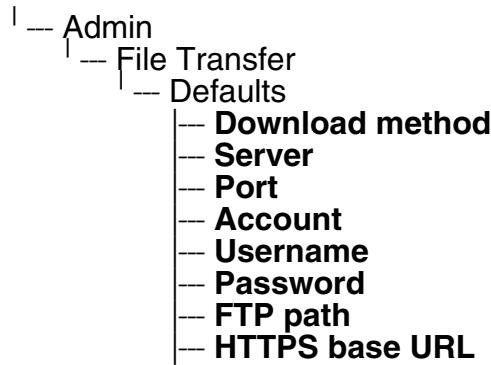 |--- Admin
|--- File Transfer
|--- Defaults
|--- Download method
|--- Server
|--- Port
|--- Account
|--- Username
|--- Password
|--- FTP path
|--- HTTPS base URL